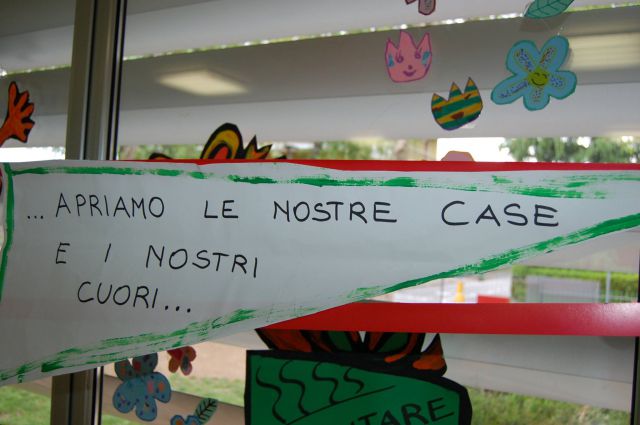 ...APRIAMO LE NOSTRE CASE
E I NOSTRI
CUORI...